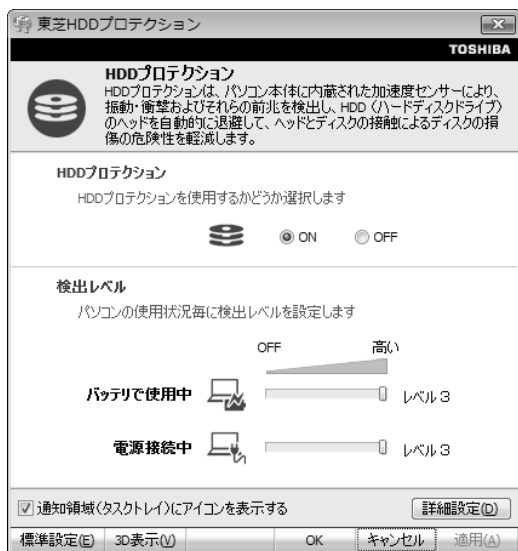 東芝HDDプロテクション
TOSHIBA
HDDプロテクション
HDDプロテクションは、パソコン本体に内蔵された加速度センサーにより、
振動・衝撃およびそれらの前兆を検出し、HDD（ハードディスクドライブ）
のヘッドを自動的に退避して、ヘッドとディスクの接触によるディスクの損
傷の危険性を軽減します。
HDDプロテクション
HDDプロテクションを使用するかどうか選択します
ON OFF
検出レベル
パソコンの使用状況毎に検出レベルを設定します
OFF 高い
バッテリで使用中 レベル 3
電源接続中 レベル 3
通知領域(タスクトレイ)にアイコンを表示する 詳細設定(D)
標準設定(E) 3D表示(V) OK キャンセル 適用(A)